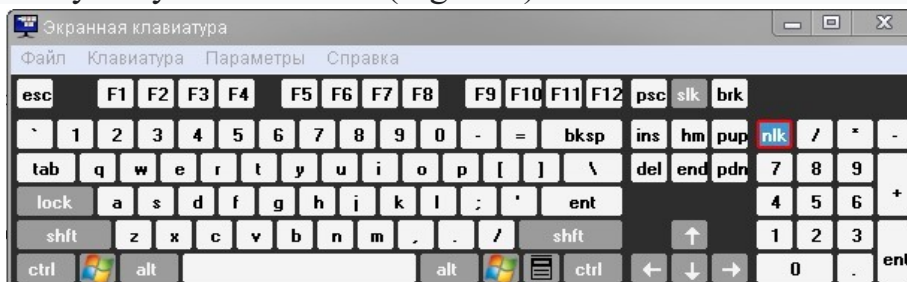 Экранная клавиатура
Файл Клавиатура Параметры Справка
esc F1 F2 F3 F4 F5 F6 F7 F8 F9 F10 F11 F12 psc slk brk
` 1 2 3 4 5 6 7 8 9 0 - = bksp ins hm pup nlk / * -
tab q w e r t y u i o p [ ] \ del end pdn 7 8 9
lock a s d f g h j k l ; ' ent 4 5 6 +
shft z x c v b n m , . / shft ↑ 1 2 3
ctrl alt alt ctrl ← ↓ → 0 . ent